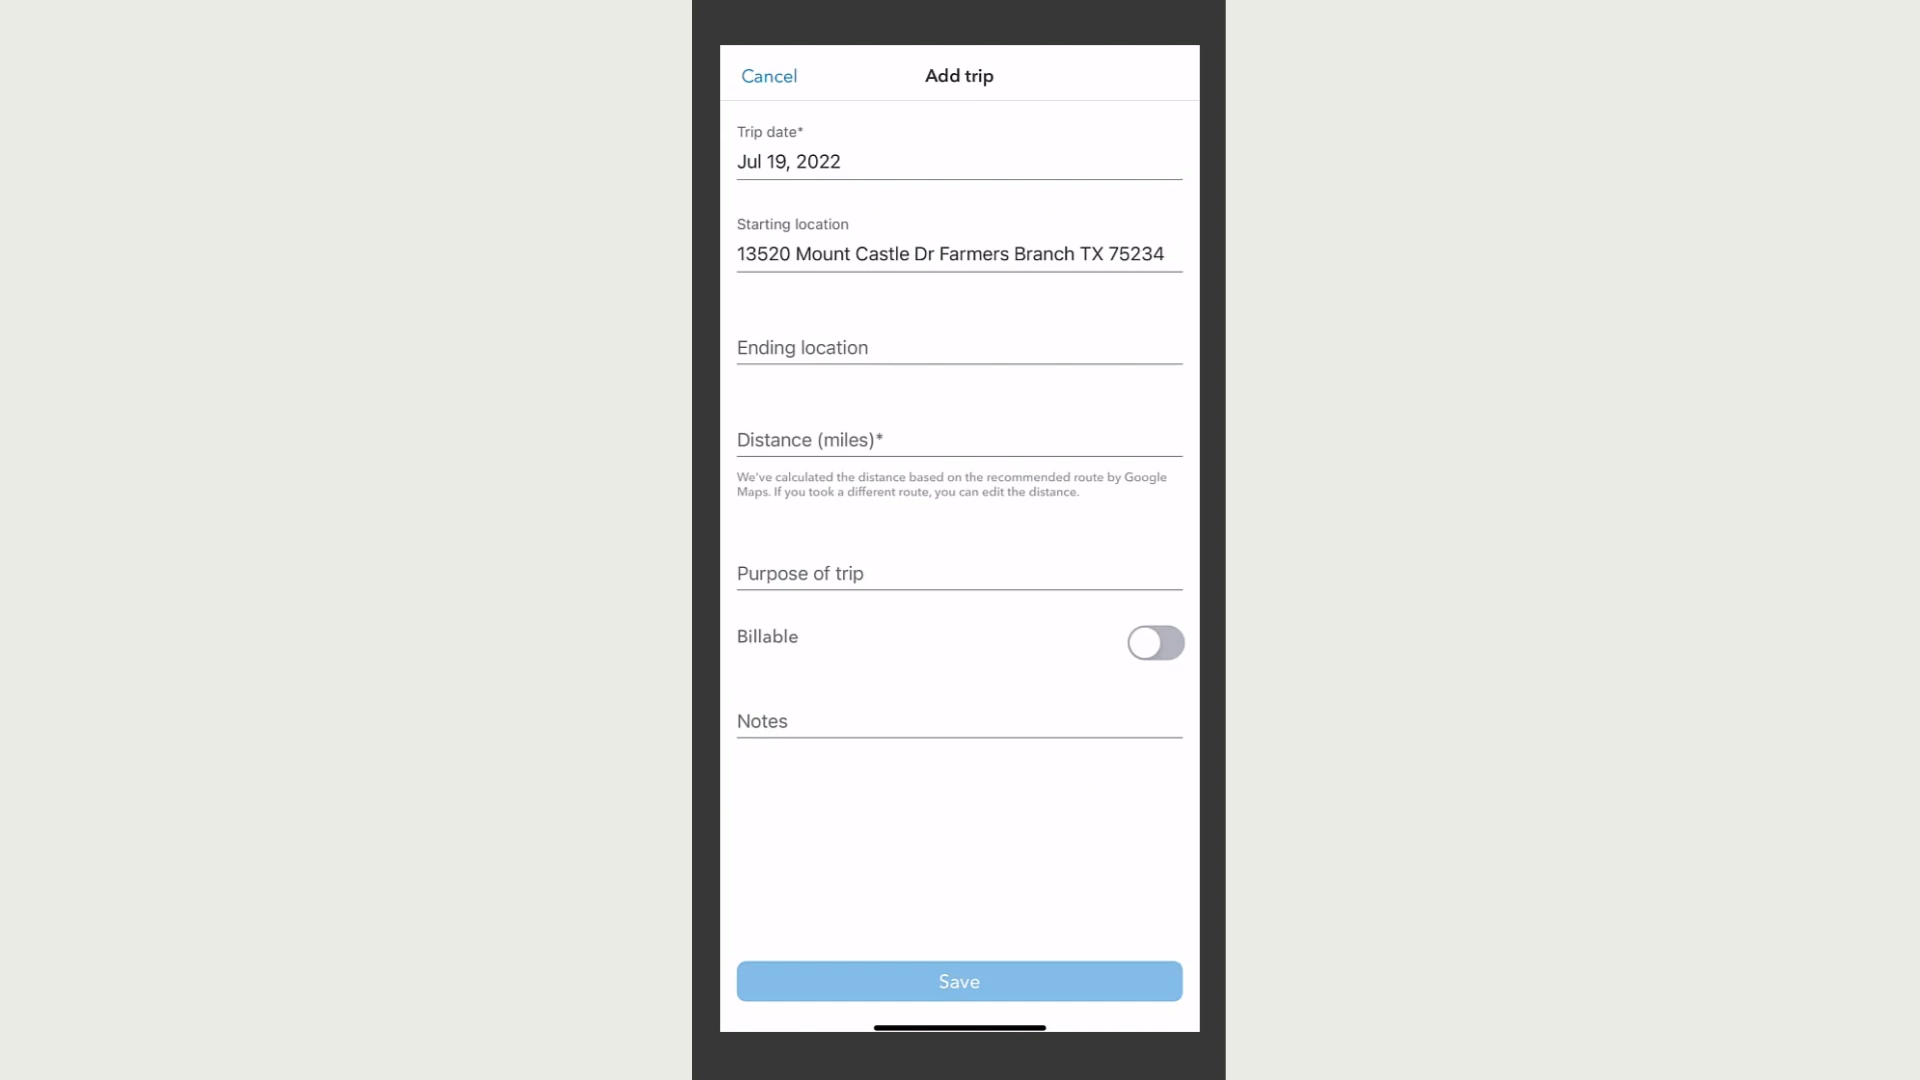 Cancel
Add trip
Trip date*
Jul 19, 2022
Starting location
13520 Mount Castle Dr Farmers Branch TX 75234
Ending location
Distance (miles)*
We've calculated the distance based on the recommended route by Google
Maps. If you took a different route, you can edit the distance.
Purpose of trip
Billable
Notes
Save